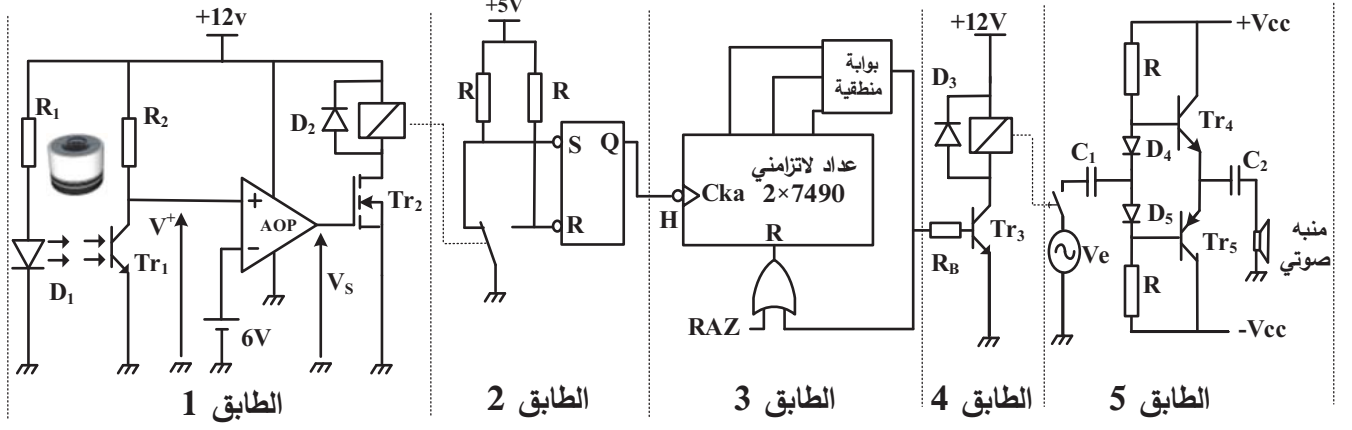 +12v
R1
R2
D1
Tr1
V+
6V
+
-
AOP
VS
D2
Tr2
الطابق 1
+5V
R
R
S
Q
R
الطابق 2
بوابة
منطقية
عداد لاتزامني
2×7490
Cka
H
R
RAZ
الطابق 3
+12V
D3
Tr3
RB
الطابق 4
+Vcc
R
Tr4
D4
C1
C2
D5
Tr5
Ve
R
منبه
صوتي
-Vcc
الطابق 5